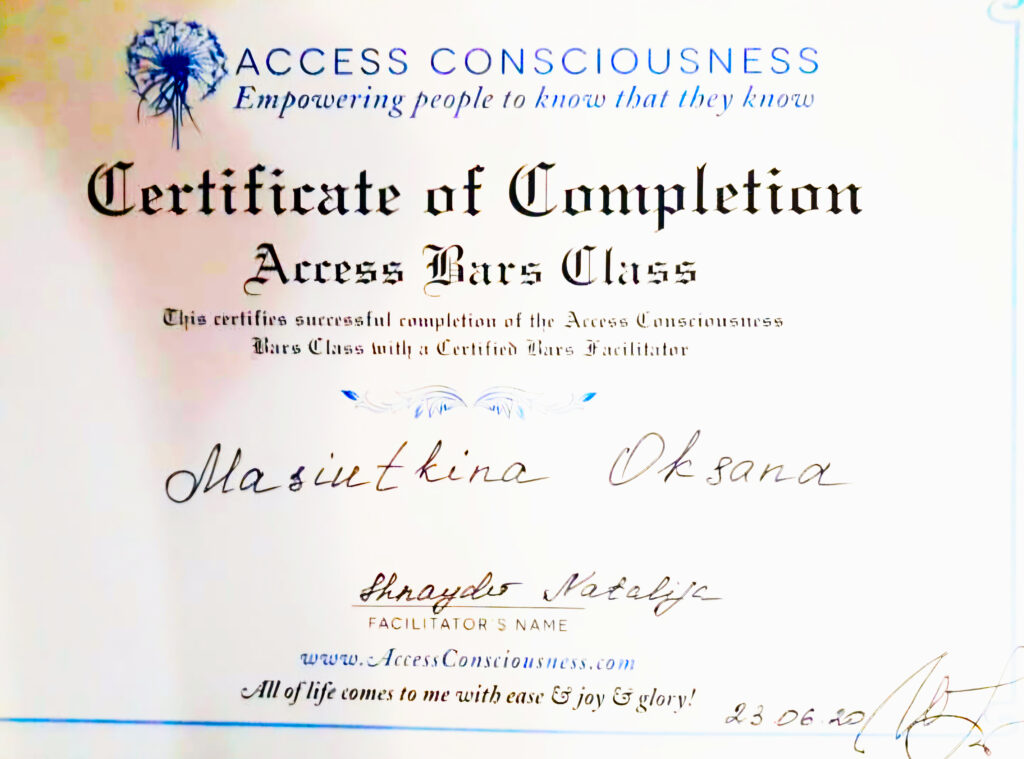 ACCESS CONSCIOUSNESS
Empowering people to know that they know
Certificate of Completion
Access Bars Class
This certifies successful completion of the Access Consciousness
Bars Class with a Certified Bars Facilitator
Masiutkina Oksana
Shnayder Natalija
FACILITATOR'S NAME
www.AccessConsciousness.com
All of life comes to me with ease & joy & glory!
23.06.20